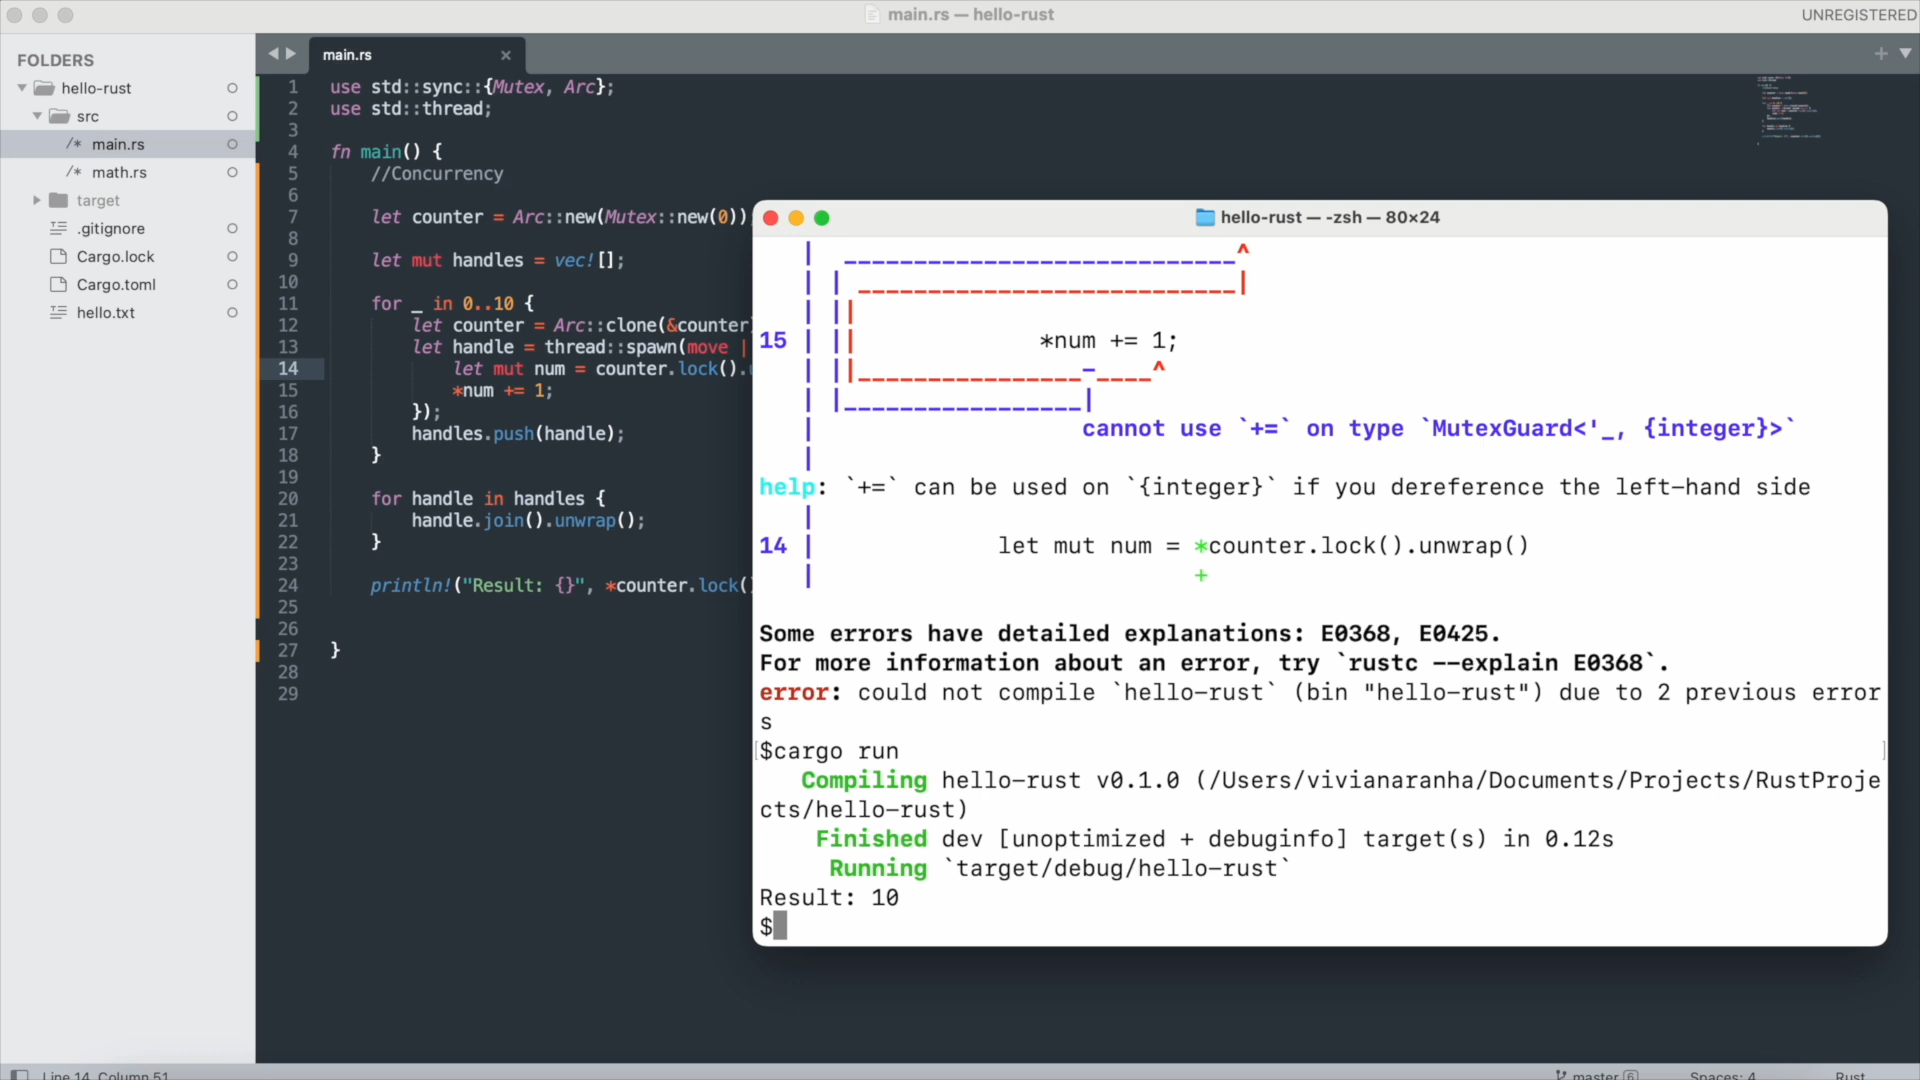 main.rs — hello-rust
UNREGISTERED
FOLDERS
hello-rust
src
/* main.rs
/* math.rs
target
.gitignore
Cargo.lock
Cargo.toml
hello.txt
main.rs
1 use std::sync::{Mutex, Arc};
2 use std::thread;
3
4 fn main() {
5 //Concurrency
6
7 let counter = Arc::new(Mutex::new(0))
8
9 let mut handles = vec![];
10
11 for _ in 0..10 {
12 let counter = Arc::clone(&counter
13 let handle = thread::spawn(move |
14 let mut num = counter.lock().
15 *num += 1;
16 });
17 handles.push(handle);
18 }
19
20 for handle in handles {
21 handle.join().unwrap();
22 }
23
24 println!("Result: {}", *counter.lock(
25
26
27 }
28
29
hello-rust — -zsh — 80×24
15 *num += 1;
cannot use `+=` on type `MutexGuard<'_, {integer}>`
help: `+=` can be used on `{integer}` if you dereference the left-hand side
14 let mut num = *counter.lock().unwrap()
+
Some errors have detailed explanations: E0368, E0425.
For more information about an error, try `rustc --explain E0368`.
error: could not compile `hello-rust` (bin "hello-rust") due to 2 previous error
s
$cargo run
Compiling hello-rust v0.1.0 (/Users/vivianaranha/Documents/Projects/RustProje
cts/hello-rust)
Finished dev [unoptimized + debuginfo] target(s) in 0.12s
Running `target/debug/hello-rust`
Result: 10
$
Line 14, Column 51
master 6
Spaces: 4
Rust